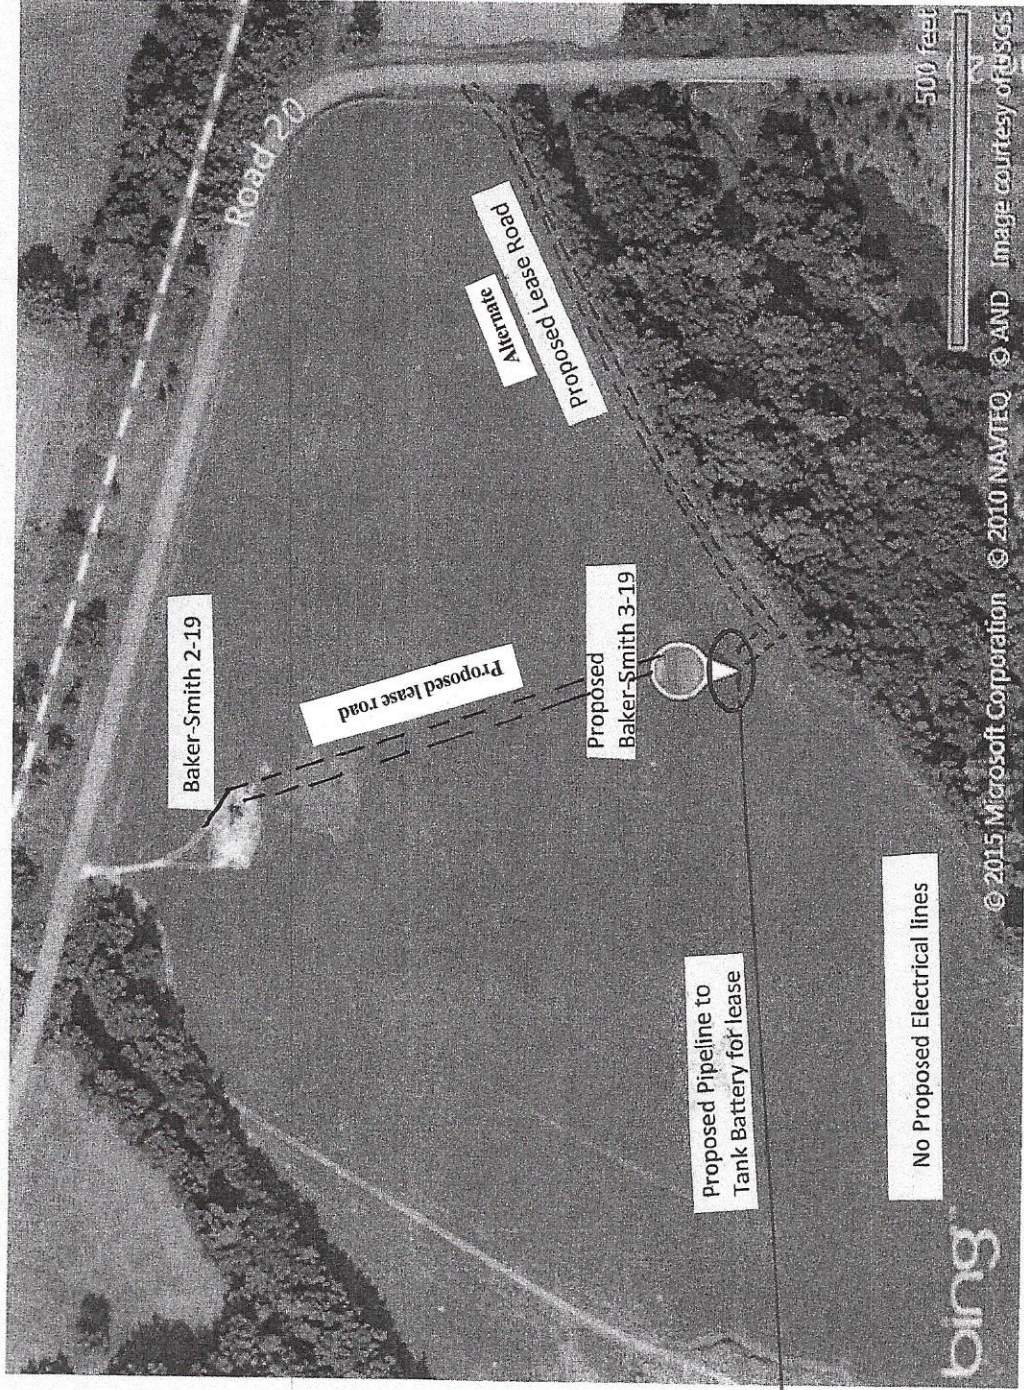 Road 20
Baker-Smith 2-19
Proposed lease road
Alternate
Proposed Lease Road
Proposed
Baker-Smith 3-19
Proposed Pipeline to
Tank Battery for lease
No Proposed Electrical lines
500 feet
bing™
© 2015 Microsoft Corporation © 2010 NAVTEQ © AND Image courtesy of USGS